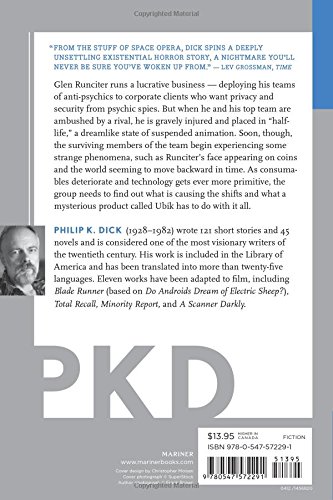 Copyrighted Material
"FROM THE STUFF OF SPACE OPERA, DICK SPINS A DEEPLY
UNSETTLING EXISTENTIAL HORROR STORY, A NIGHTMARE YOU'LL
NEVER BE SURE YOU'VE WOKEN UP FROM." — LEV GROSSMAN, TIME
Glen Runciter runs a lucrative business — deploying his
teams of anti-psychics to corporate clients who want privacy and
security from psychic spies. But when he and his top team are
ambushed by a rival, he is gravely injured and placed in "half-
life," a dreamlike state of suspended animation. Soon, though,
the surviving members of the team begin experiencing some
strange phenomena, such as Runciter's face appearing on coins
and the world seeming to move backward in time. As consuma-
bles deteriorate and technology gets ever more primitive, the
group needs to find out what is causing the shifts and what a
mysterious product called Ubik has to do with it all.
PHILIP K. DICK (1928–1982) wrote 121 short stories and 45
novels and is considered one of the most visionary writers of
the twentieth century. His work is included in the Library of
America and has been translated into more than twenty-five
languages. Eleven works have been adapted to film, including
Blade Runner (based on Do Androids Dream of Electric Sheep?),
Total Recall, Minority Report, and A Scanner Darkly.
PKD
MARINER
www.marinerbooks.com
Cover design by Christopher Moisan
Cover photograph © SuperStock
$13.95 HIGHER IN
CANADA
FICTION
ISBN 978-0-547-57229-1
51395
9 780547 572291
Copyrighted Material